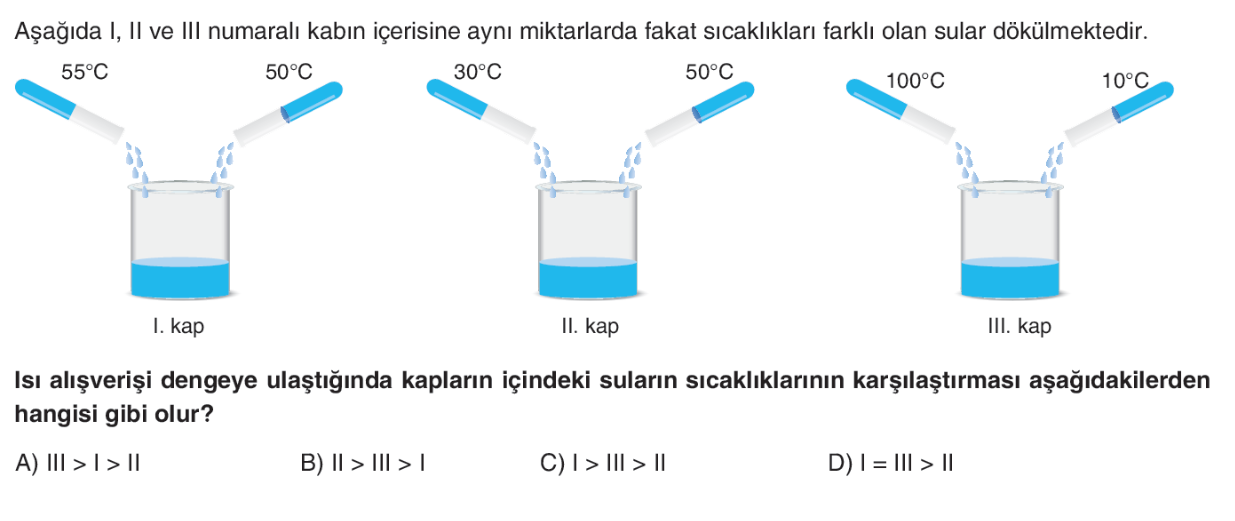 Aşağıda I, II ve III numaralı kabın içerisine aynı miktarlarda fakat sıcaklıkları farklı olan sular dökülmektedir.
55°C 50°C 30°C 50°C 100°C 10°C
I. kap II. kap III. kap
Isı alışverişi dengeye ulaştığında kapların içindeki suların sıcaklıklarının karşılaştırması aşağıdakilerden
hangisi gibi olur?
A) III > I > II B) II > III > I C) I > III > II D) I = III > II